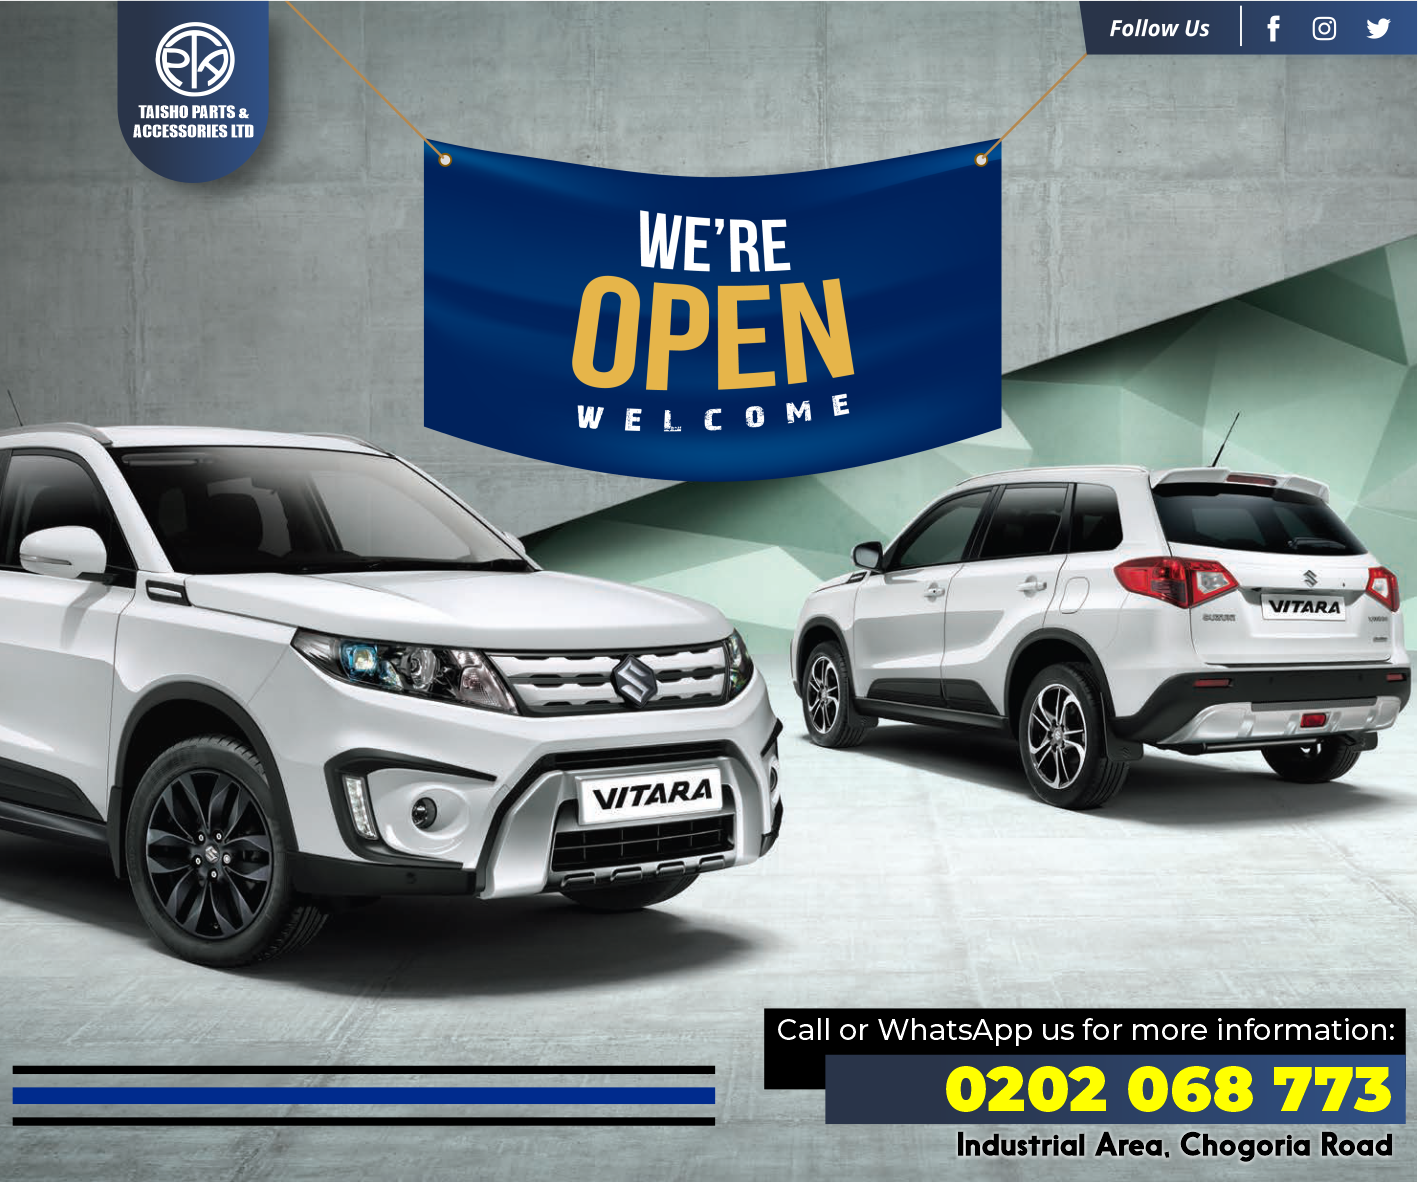 TAISHO PARTS &
ACCESSORIES LTD
Follow Us
WE'RE
OPEN
WELCOME
VITARA
SUZUKI
VITARA
Call or WhatsApp us for more information:
0202 068 773
Industrial Area, Chogoria Road